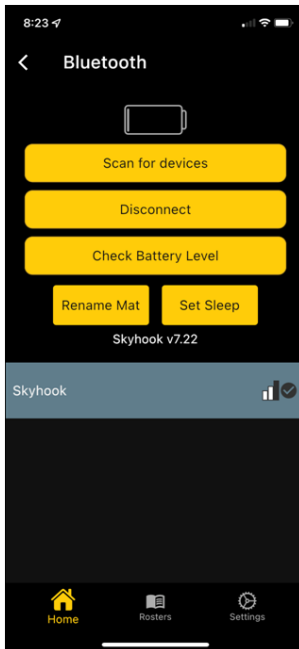 8:23
Bluetooth
Scan for devices
Disconnect
Check Battery Level
Rename Mat
Set Sleep
Skyhook v7.22
Skyhook
Home
Rosters
Settings